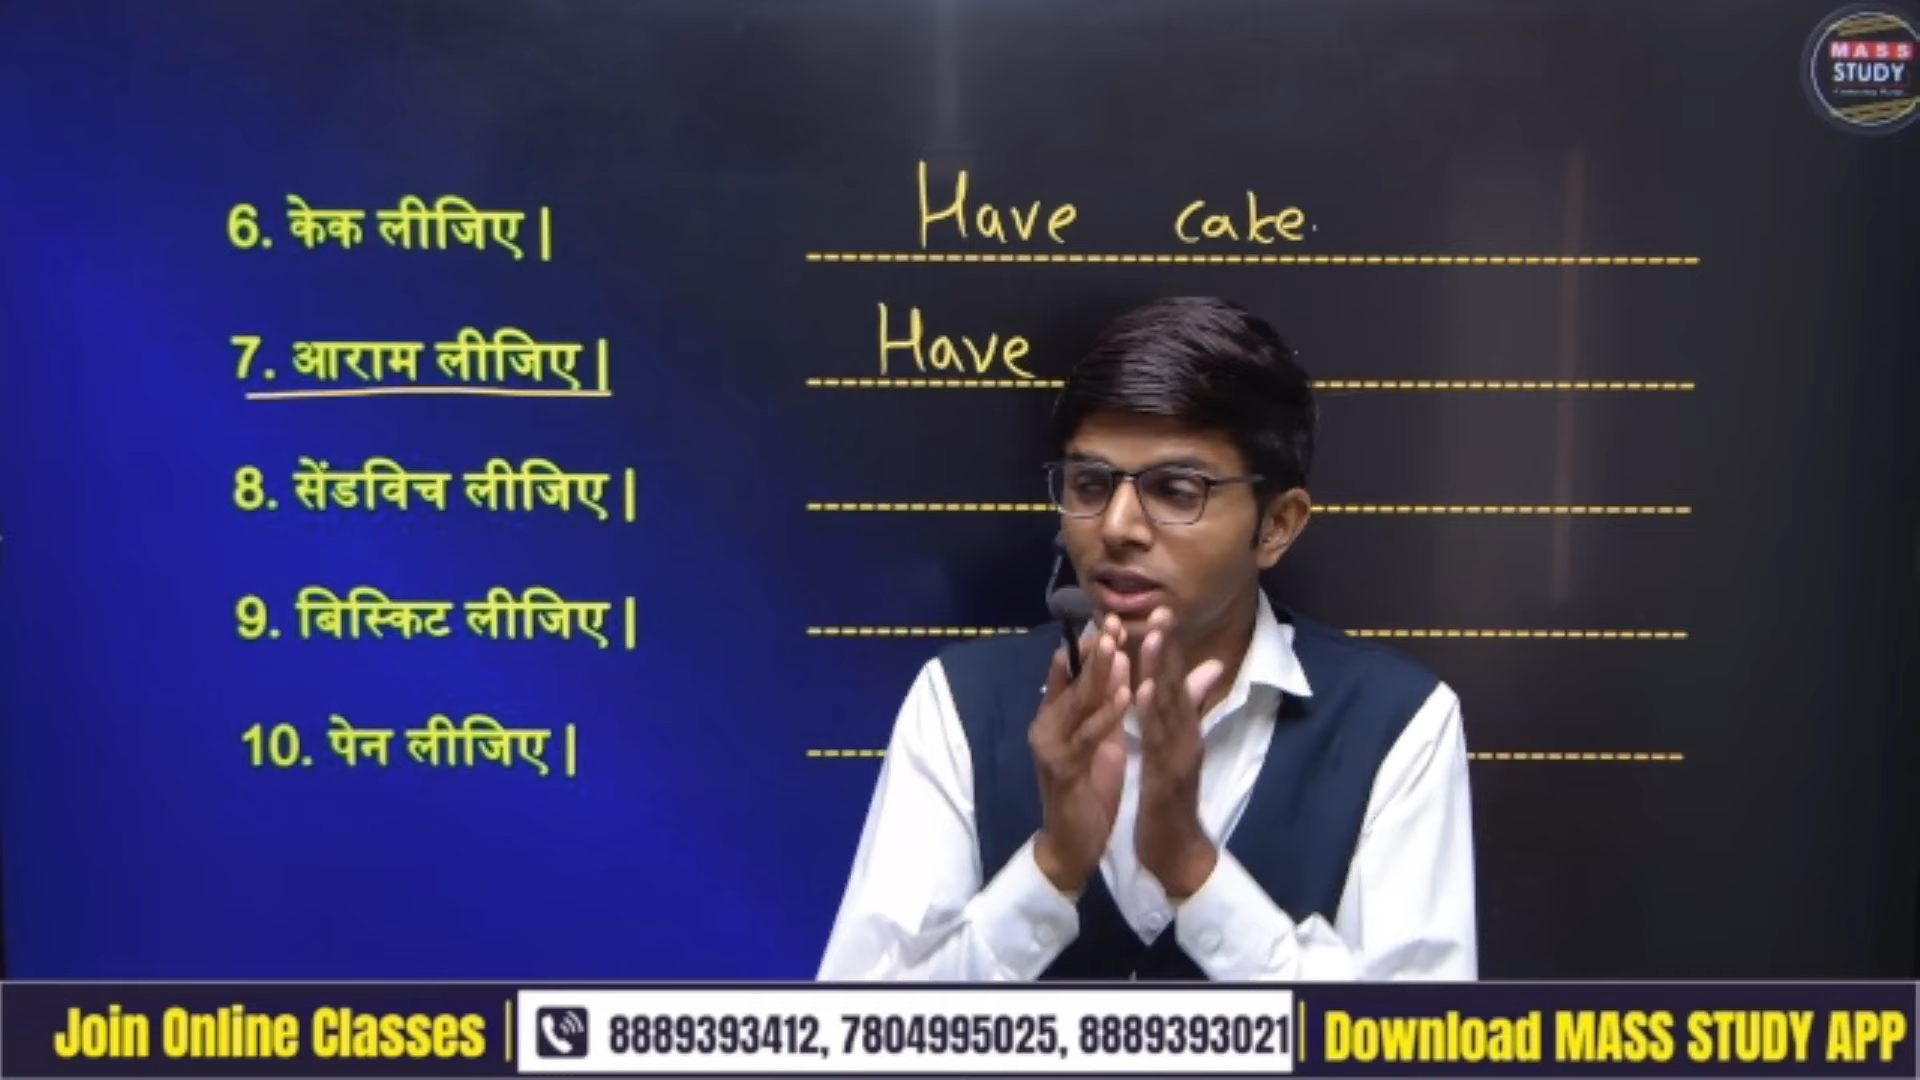 MASS
STUDY
6. केक लीजिए | Have cake.
7. आराम लीजिए | Have
8. सेंडविच लीजिए |
9. बिस्किट लीजिए |
10. पेन लीजिए |
Join Online Classes | 8889393412, 7804995025, 8889393021 | Download MASS STUDY APP